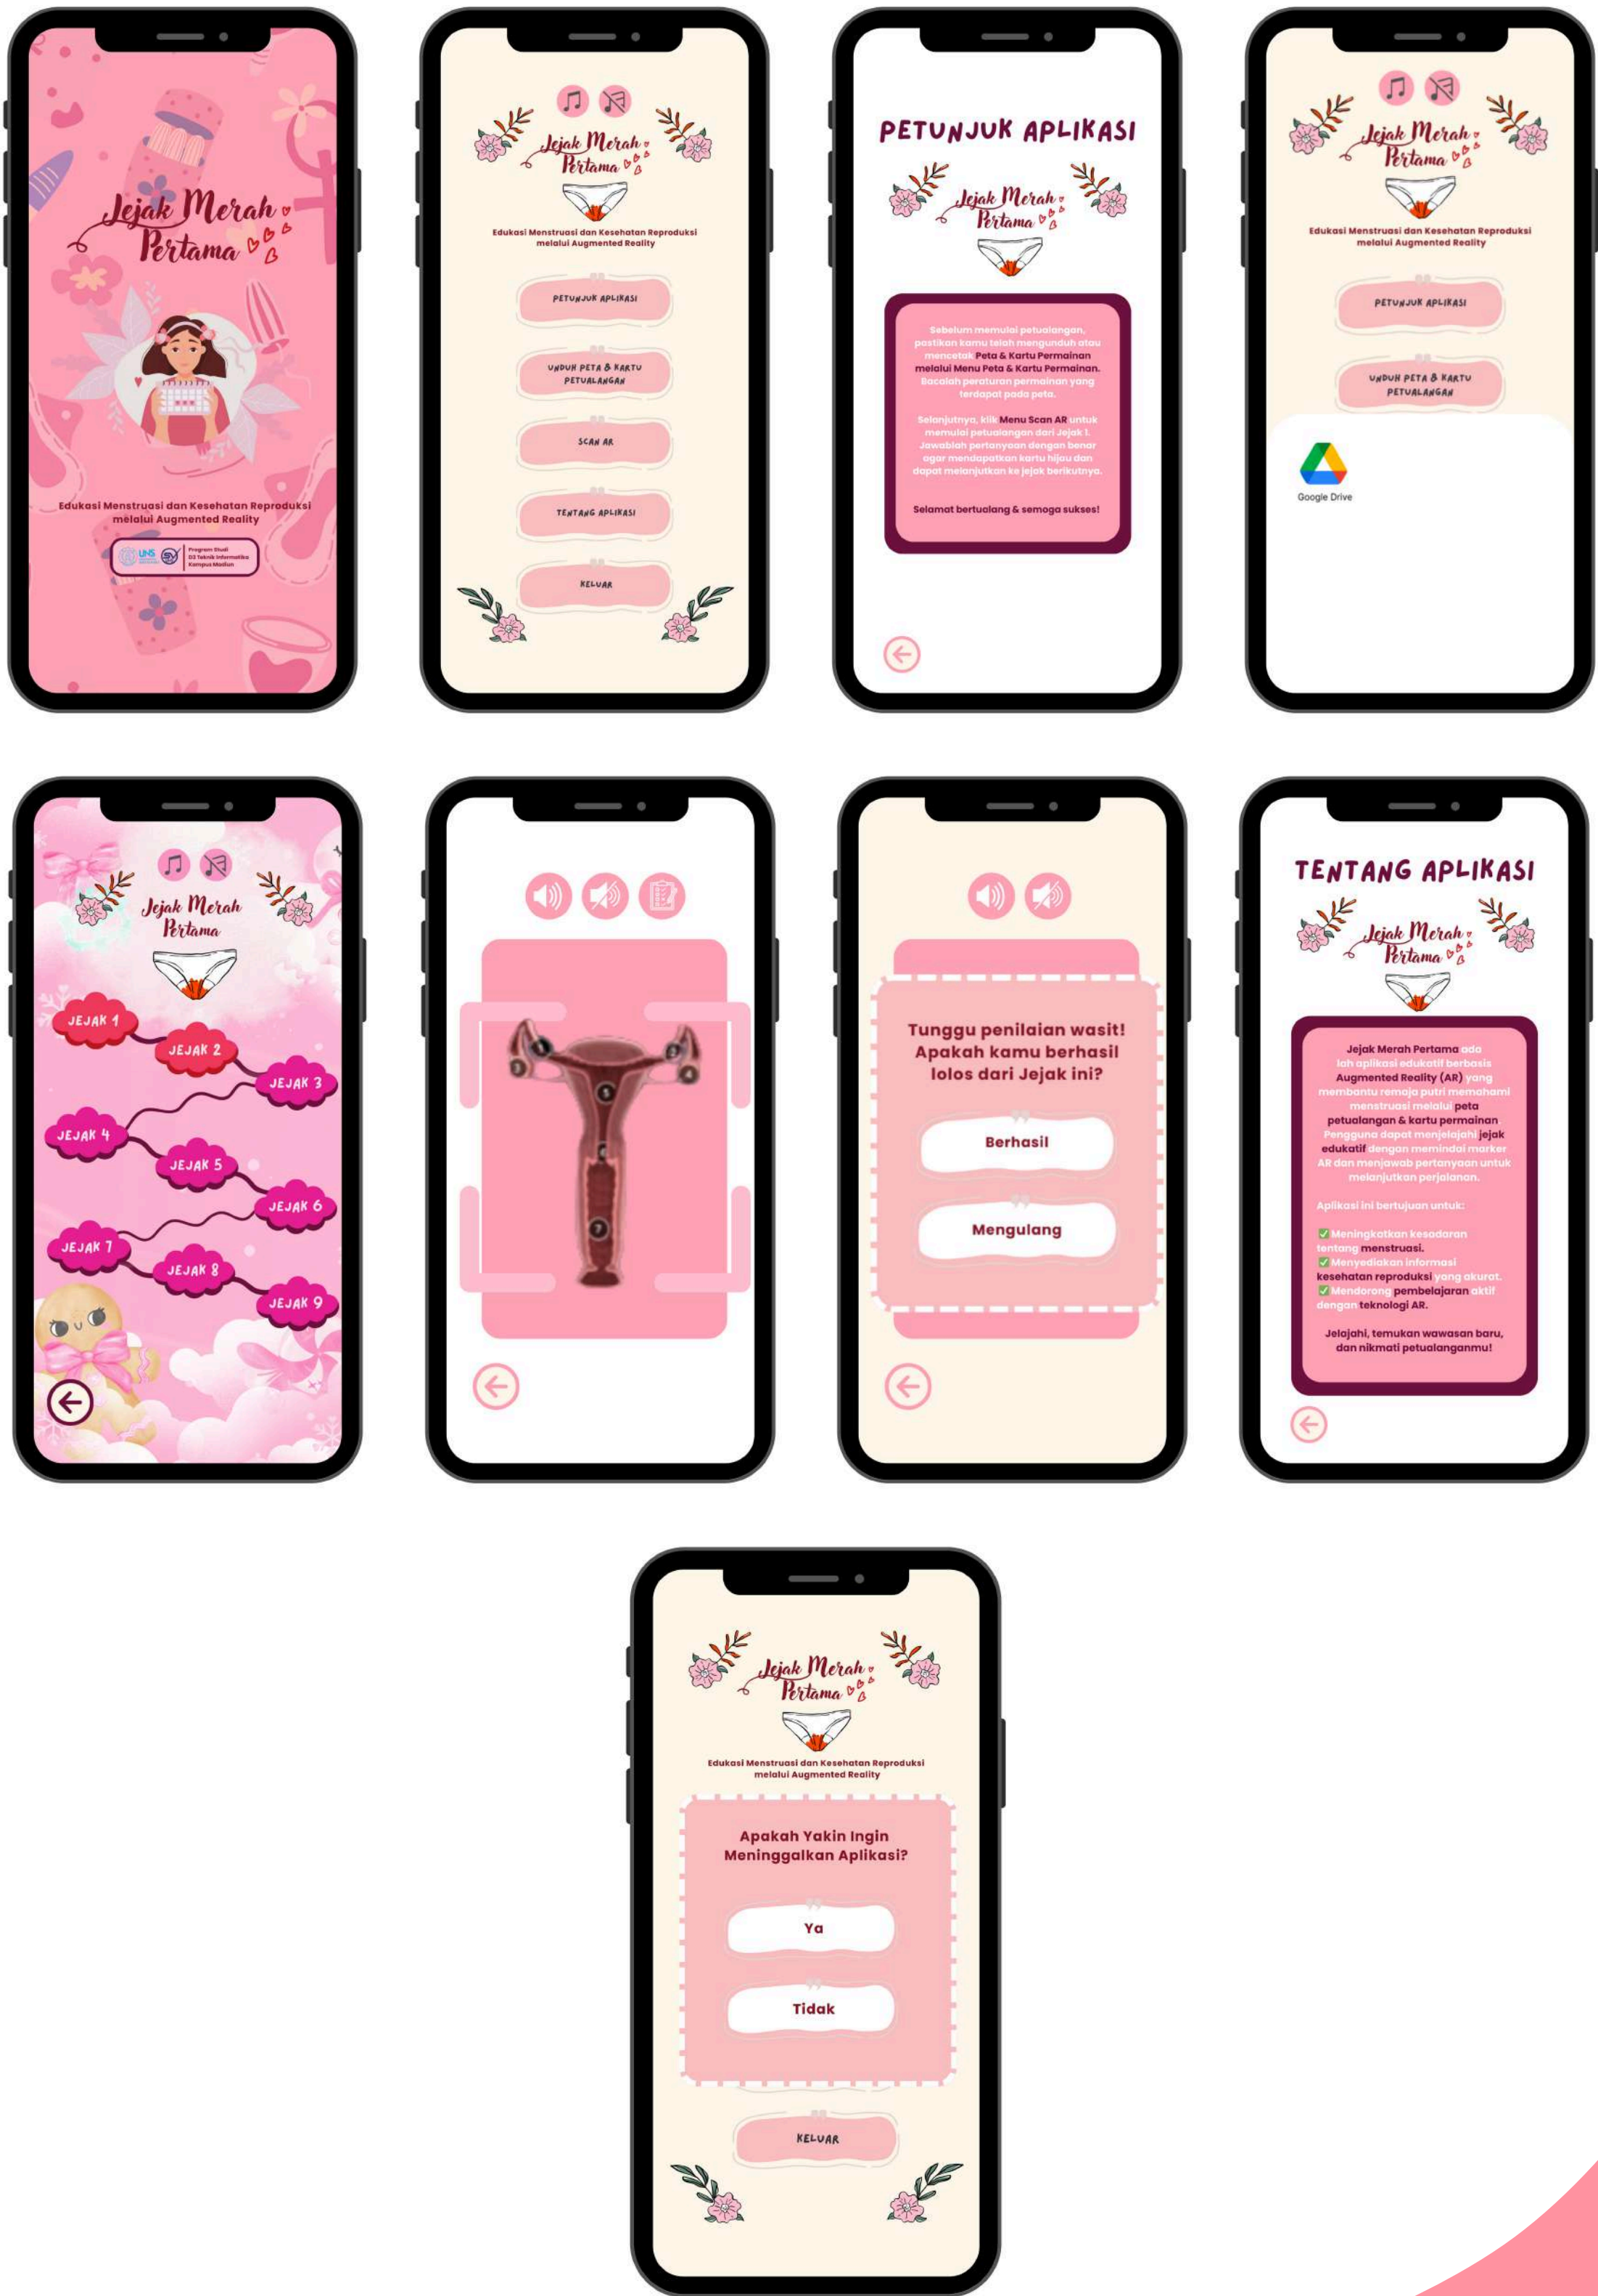 Jejak Merah
Pertama
Edukasi Menstruasi dan Kesehatan Reproduksi
melalui Augmented Reality
UNS
Program Studi
D3 Teknik Informatika
Kampus Madiun
Jejak Merah
Pertama
Edukasi Menstruasi dan Kesehatan Reproduksi
melalui Augmented Reality
PETUNJUK APLIKASI
UNDUH PETA & KARTU
PETUALANGAN
SCAN AR
TENTANG APLIKASI
KELUAR
PETUNJUK APLIKASI
Jejak Merah
Pertama
Sebelum memulai petualangan,
pastikan kamu telah mengunduh atau
mencetak Peta & Kartu Permainan
melalui Menu Peta & Kartu Permainan.
Bacalah peraturan permainan yang
terdapat pada peta.
Selanjutnya, klik Menu Scan AR untuk
memulai petualangan dari Jejak 1.
Jawablah pertanyaan dengan benar
agar mendapatkan kartu hijau dan
dapat melanjutkan ke jejak berikutnya.
Selamat bertualang & semoga sukses!
Jejak Merah
Pertama
Edukasi Menstruasi dan Kesehatan Reproduksi
melalui Augmented Reality
PETUNJUK APLIKASI
UNDUH PETA & KARTU
PETUALANGAN
Google Drive
Jejak Merah
Pertama
JEJAK 1
JEJAK 2
JEJAK 3
JEJAK 4
JEJAK 5
JEJAK 6
JEJAK 7
JEJAK 8
JEJAK 9
1
2
3
4
5
6
7
Tunggu penilaian wasit!
Apakah kamu berhasil
lolos dari Jejak ini?
Berhasil
Mengulang
TENTANG APLIKASI
Jejak Merah
Pertama
Jejak Merah Pertama ada
lah aplikasi edukatif berbasis
Augmented Reality (AR) yang
membantu remaja putri memahami
menstruasi melalui peta
petualangan & kartu permainan.
Pengguna dapat menjelajahi jejak
edukatif dengan memindai marker
AR dan menjawab pertanyaan untuk
melanjutkan perjalanan.
Aplikasi ini bertujuan untuk:
✅ Meningkatkan kesadaran
tentang menstruasi.
✅ Menyediakan informasi
kesehatan reproduksi yang akurat.
✅ Mendorong pembelajaran aktif
dengan teknologi AR.
Jelajahi, temukan wawasan baru,
dan nikmati petualanganmu!
Jejak Merah
Pertama
Edukasi Menstruasi dan Kesehatan Reproduksi
melalui Augmented Reality
Apakah Yakin Ingin
Meninggalkan Aplikasi?
Ya
Tidak
KELUAR